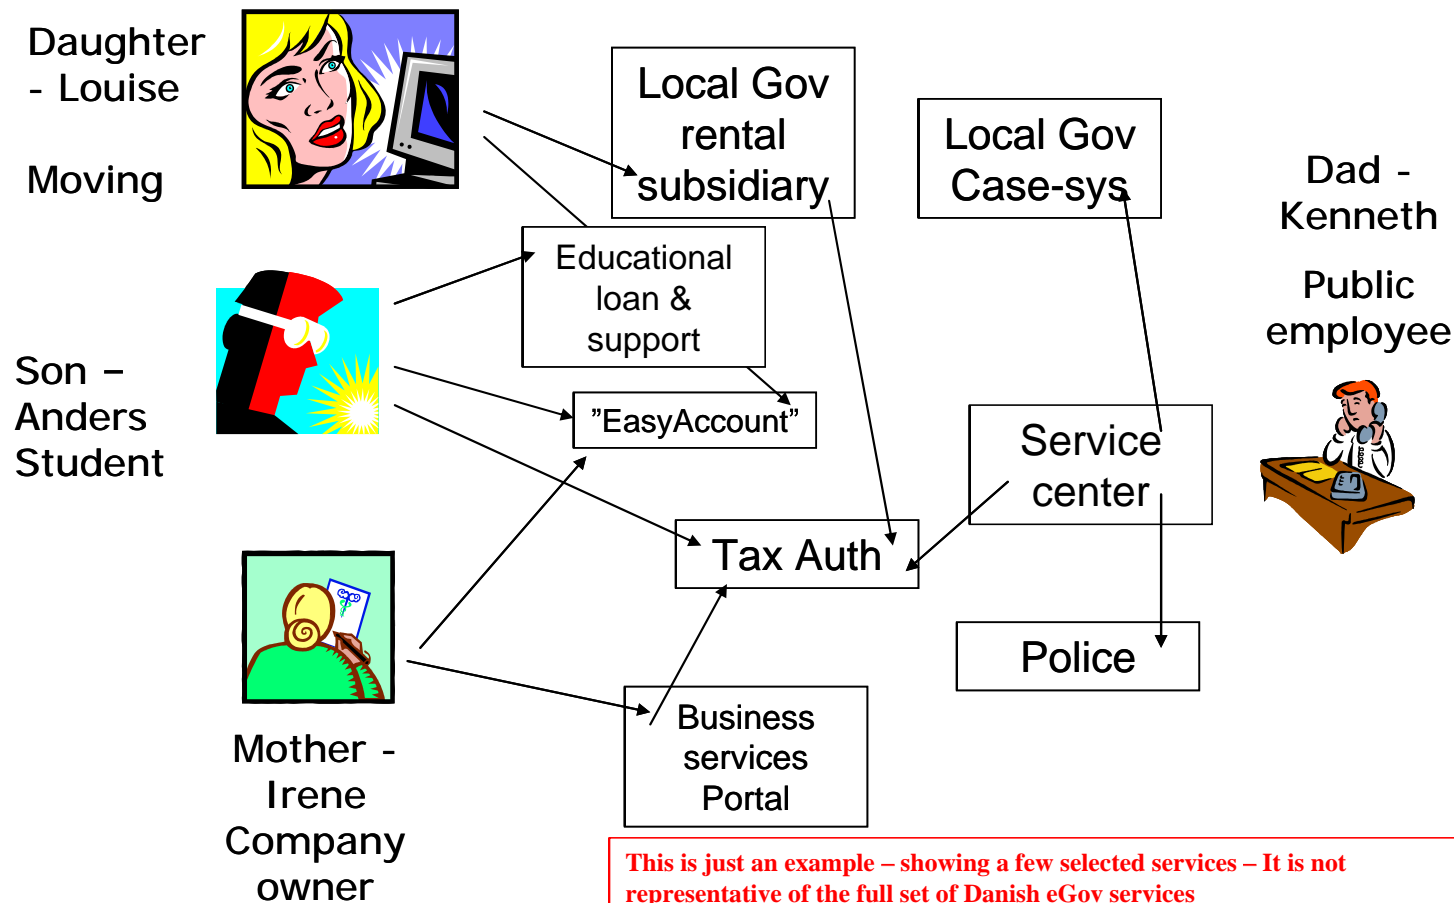 Daughter
- Louise
Moving
Local Gov
rental
subsidiary
Local Gov
Case-sys
Dad -
Kenneth
Public
employee
Educational
loan &
support
Son –
Anders
Student
”EasyAccount”
Service
center
Tax Auth
Police
Business
services
Portal
Mother -
Irene
Company
owner
This is just an example – showing a few selected services – It is not
representative of the full set of Danish eGov services